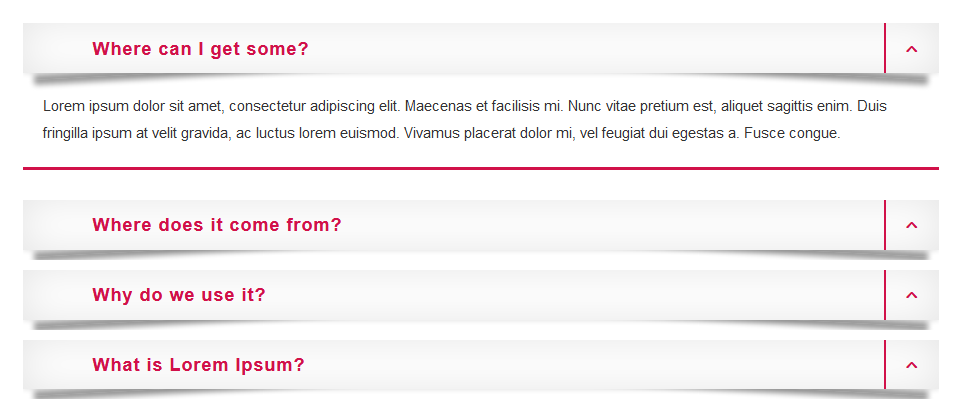 Where can I get some?
Lorem ipsum dolor sit amet, consectetur adipiscing elit. Maecenas et facilisis mi. Nunc vitae pretium est, aliquet sagittis enim. Duis
fringilla ipsum at velit gravida, ac luctus lorem euismod. Vivamus placerat dolor mi, vel feugiat dui egestas a. Fusce congue.
Where does it come from?
Why do we use it?
What is Lorem Ipsum?